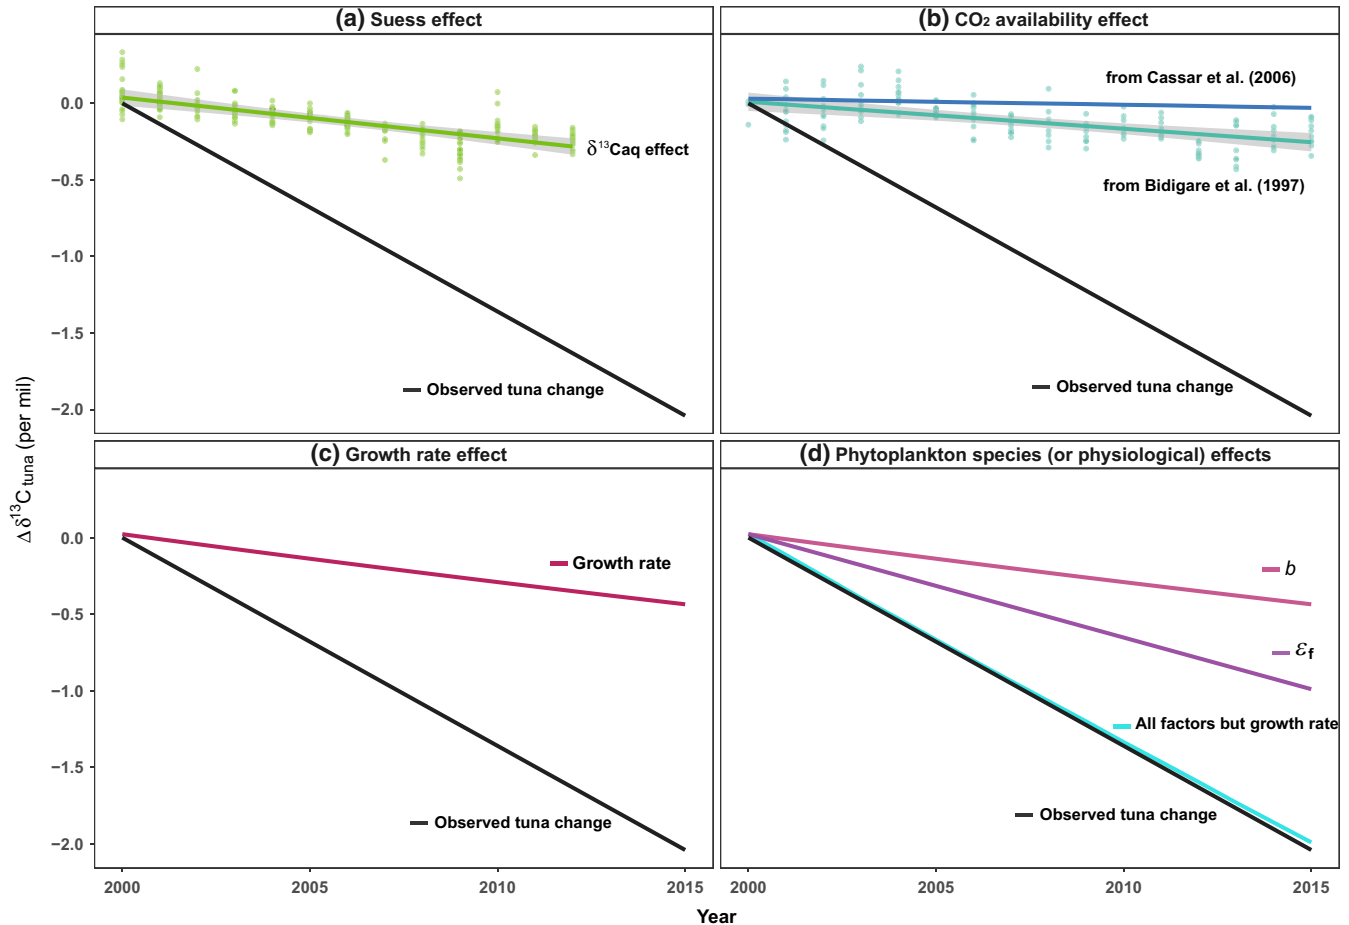 (a) Suess effect
(b) CO2 availability effect
0.0
−0.5
−1.0
−1.5
−2.0
δ13Caq effect
Observed tuna change
from Cassar et al. (2006)
from Bidigare et al. (1997)
Observed tuna change
(c) Growth rate effect
(d) Phytoplankton species (or physiological) effects
0.0
−0.5
−1.0
−1.5
−2.0
Growth rate
Observed tuna change
b
εf
All factors but growth rate
Observed tuna change
2000 2005 2010 2015
2000 2005 2010 2015
Year
Δ δ13C tuna (per mil)